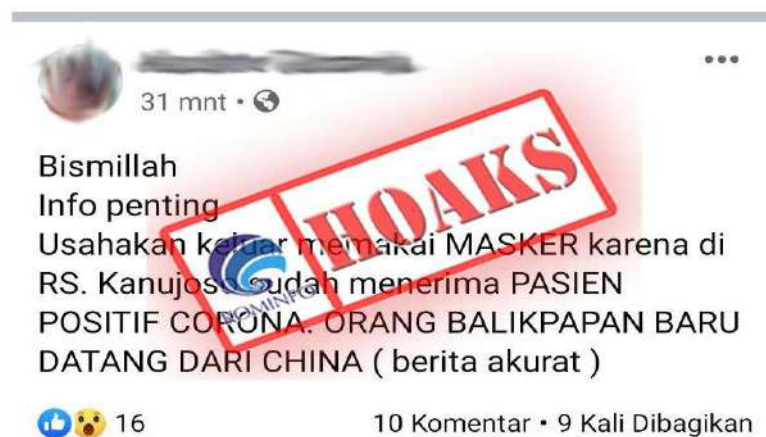 31 mnt
Bismillah
Info penting
Usahakan keluar memakai MASKER karena di
RS. Kanujoso sudah menerima PASIEN
POSITIF CORONA. ORANG BALIKPAPAN BARU
DATANG DARI CHINA ( berita akurat )
HOAKS
KOMINFO
16
10 Komentar • 9 Kali Dibagikan